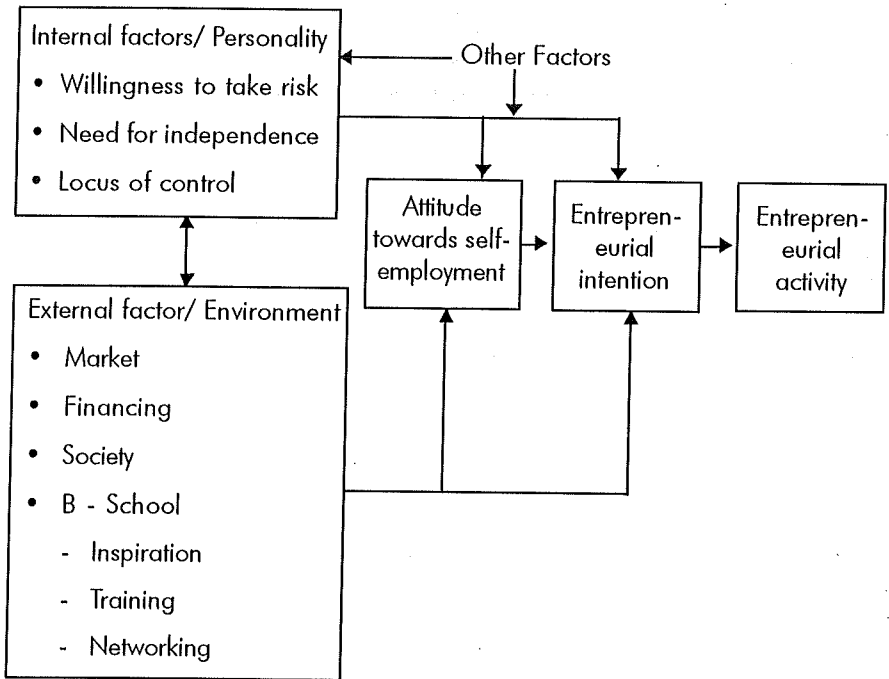 Internal factors/ Personality
• Willingness to take risk
• Need for independence
• Locus of control
Other Factors
Attitude
towards self-
employment
Entrepren-
eurial
intention
Entrepren-
eurial
activity
External factor/ Environment
• Market
• Financing
• Society
• B - School
- Inspiration
- Training
- Networking